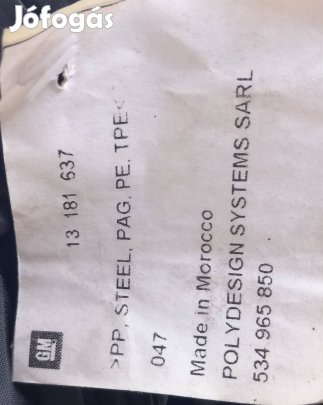 Jófogás
GM
13 181 637
>PP, STEEL, PAG, PE, TPE<
047
Made in Morocco
POLYDESIGN SYSTEMS SARL
534 965 850